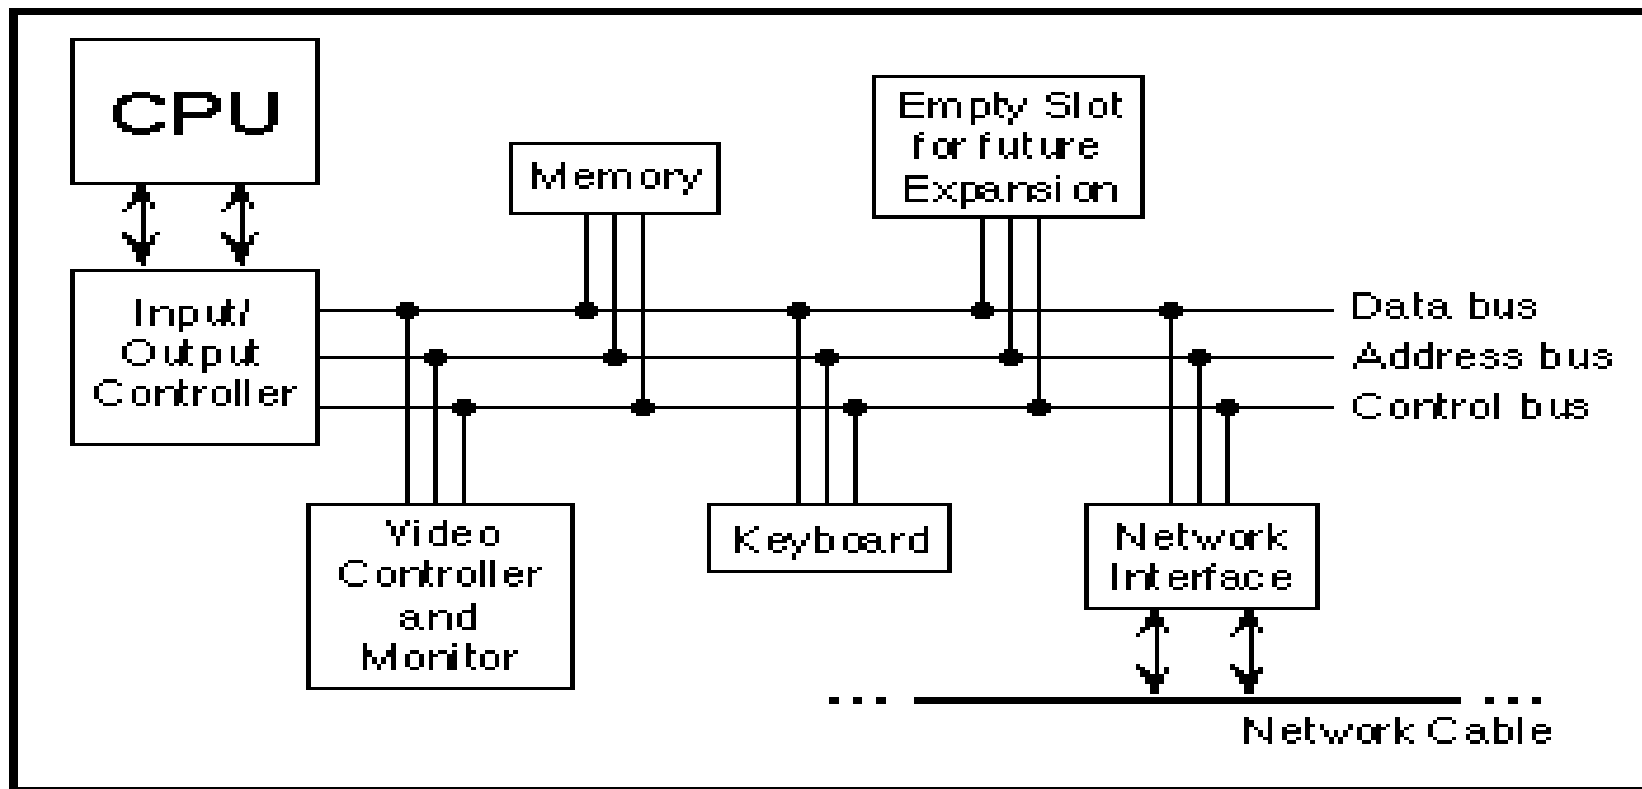 CPU
Input/
Output
Controller
Memory
Empty Slot
for future
Expansion
Data bus
Address bus
Control bus
Video
Controller
and
Monitor
Keyboard
Network
Interface
... ...
Network Cable